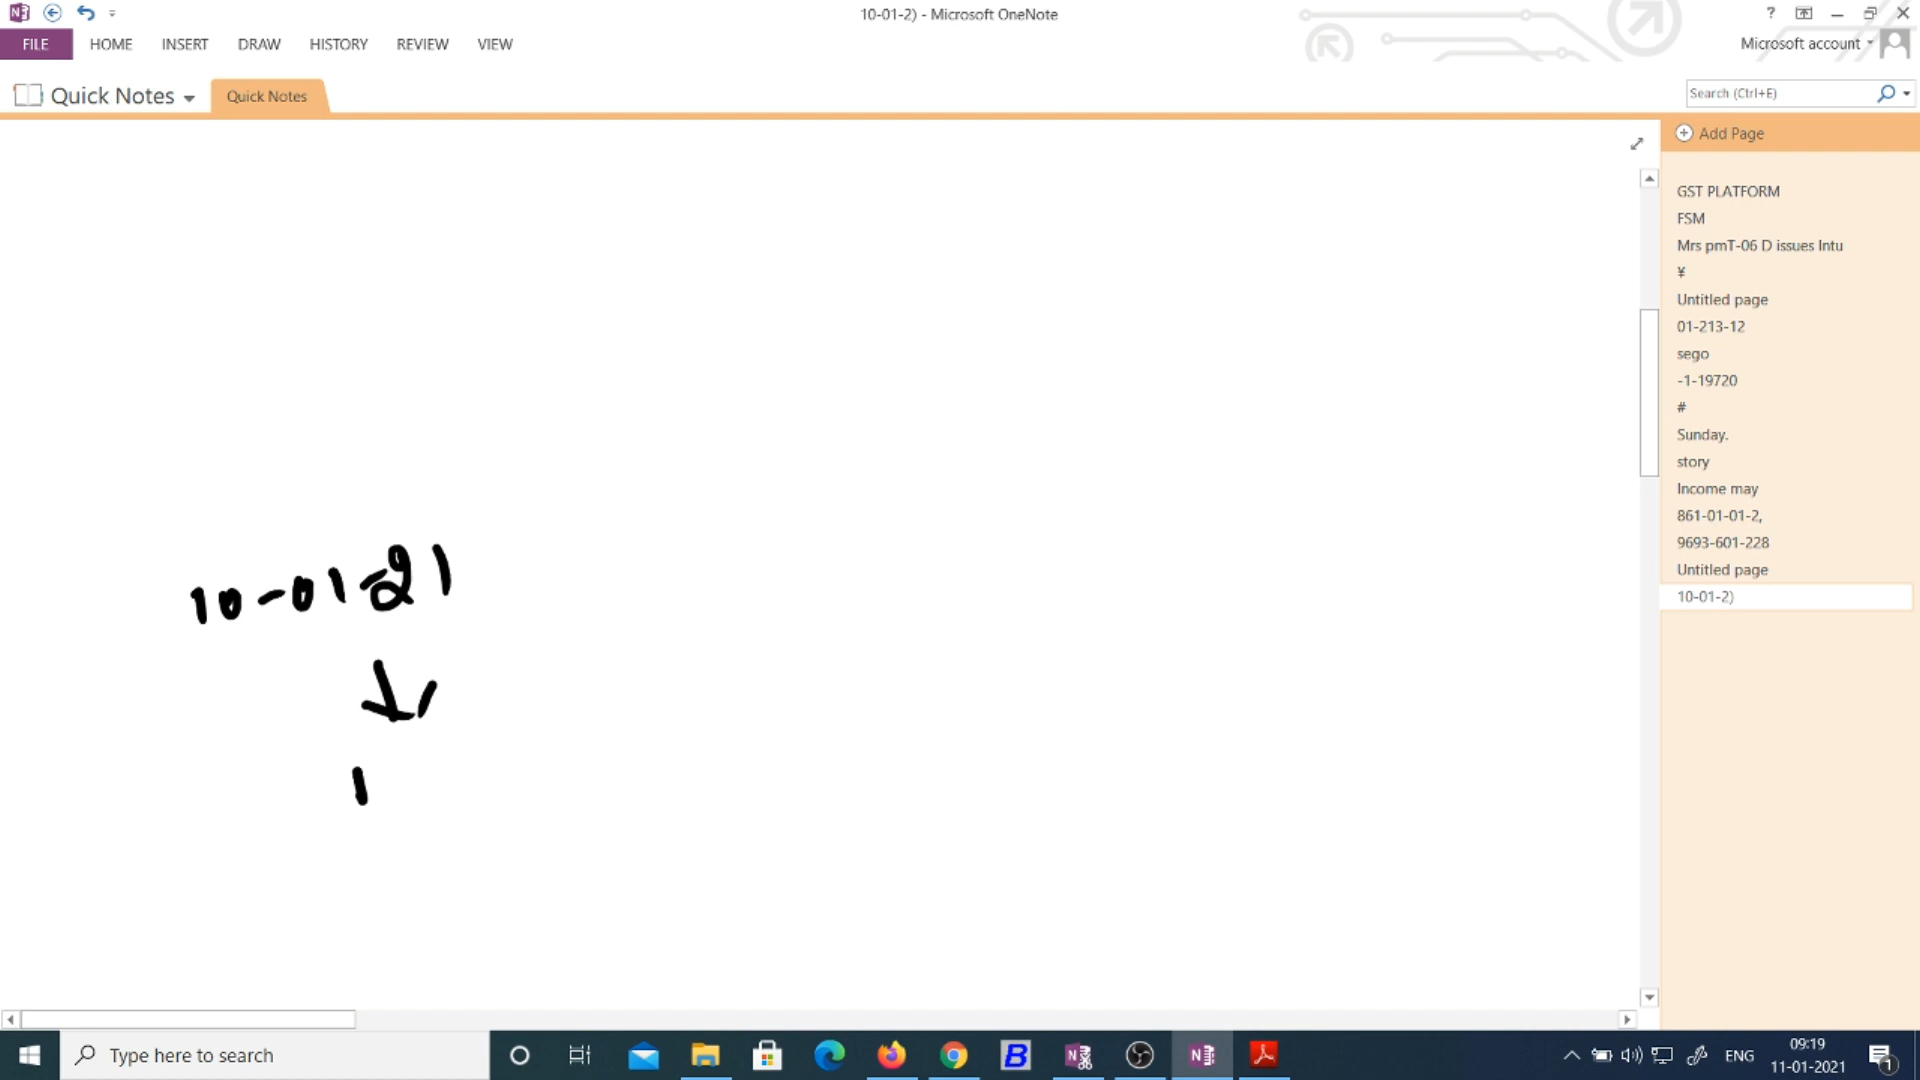 10-01-2) - Microsoft OneNote
?
FILE HOME INSERT DRAW HISTORY REVIEW VIEW
Microsoft account
Quick Notes
Quick Notes
Search (Ctrl+E)
Add Page
GST PLATFORM
FSM
Mrs pmT-06 D issues Intu
¥
Untitled page
01-213-12
sego
-1-19720
#
Sunday.
story
Income may
861-01-01-2,
9693-601-228
Untitled page
10-01-2)
10-01-21
1
Type here to search
ENG
09:19
11-01-2021
1